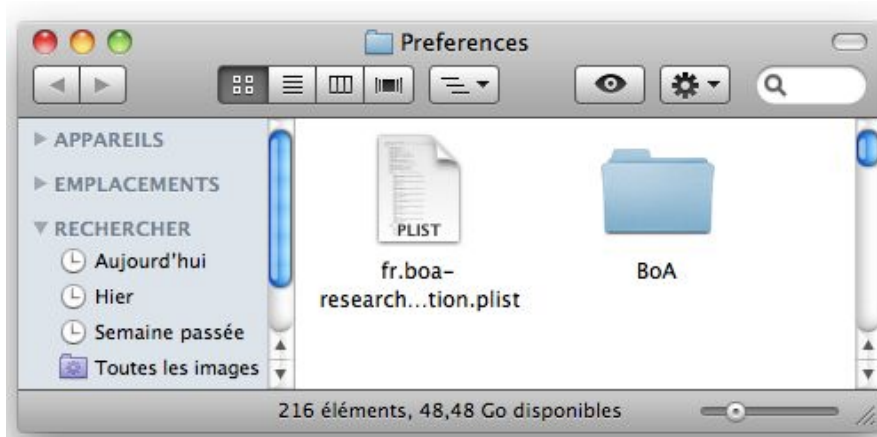 Preferences
APPAREILS
EMPLACEMENTS
RECHERCHER
Aujourd'hui
Hier
Semaine passée
Toutes les images
PLIST
fr.boa-
research...tion.plist
BoA
216 éléments, 48,48 Go disponibles